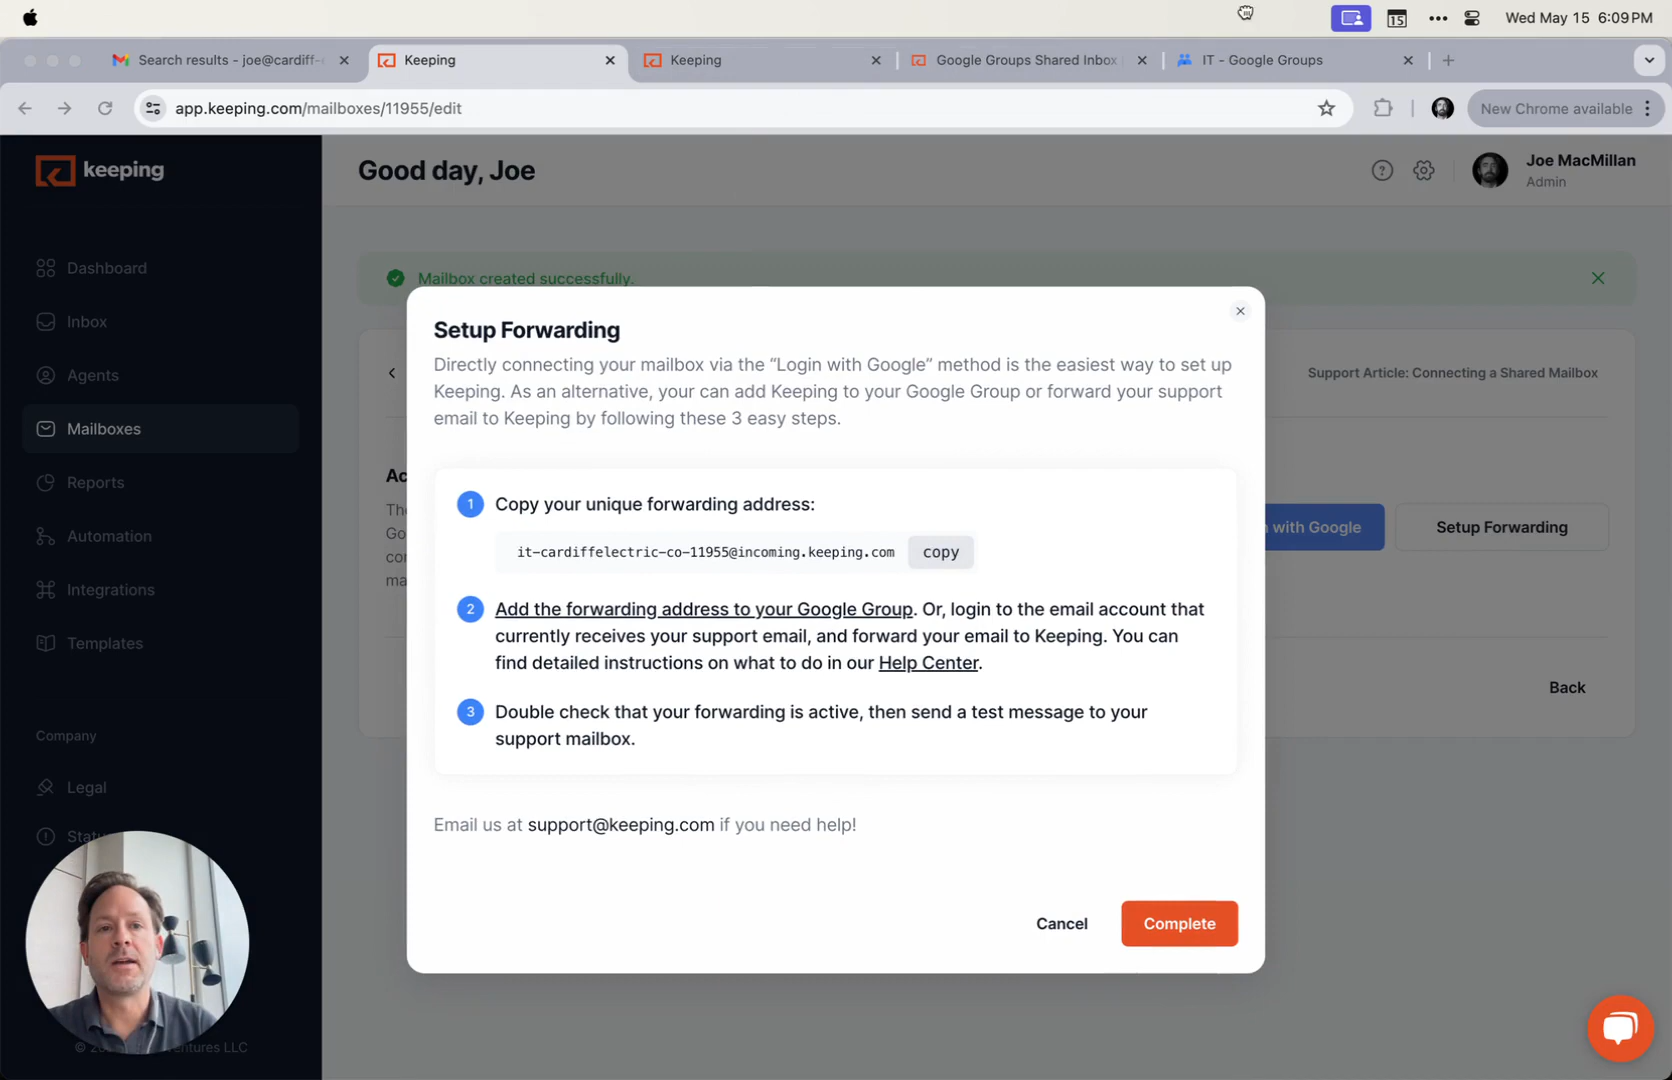 Wed May 15 6:09 PM
15
Search results - joe@cardiff-
Keeping
Keeping
Google Groups Shared Inbox
IT - Google Groups
app.keeping.com/mailboxes/11955/edit
New Chrome available
keeping
Good day, Joe
Joe MacMillan
Admin
Dashboard
Inbox
Agents
Mailboxes
Reports
Automation
Integrations
Templates
Company
Legal
Mailbox created successfully.
Support Article: Connecting a Shared Mailbox
with Google
Setup Forwarding
Back
Setup Forwarding
Directly connecting your mailbox via the “Login with Google” method is the easiest way to set up
Keeping. As an alternative, your can add Keeping to your Google Group or forward your support
email to Keeping by following these 3 easy steps.
1 Copy your unique forwarding address:
it-cardiffelectric-co-11955@incoming.keeping.com copy
2 Add the forwarding address to your Google Group. Or, login to the email account that
currently receives your support email, and forward your email to Keeping. You can
find detailed instructions on what to do in our Help Center.
3 Double check that your forwarding is active, then send a test message to your
support mailbox.
Email us at support@keeping.com if you need help!
Cancel
Complete